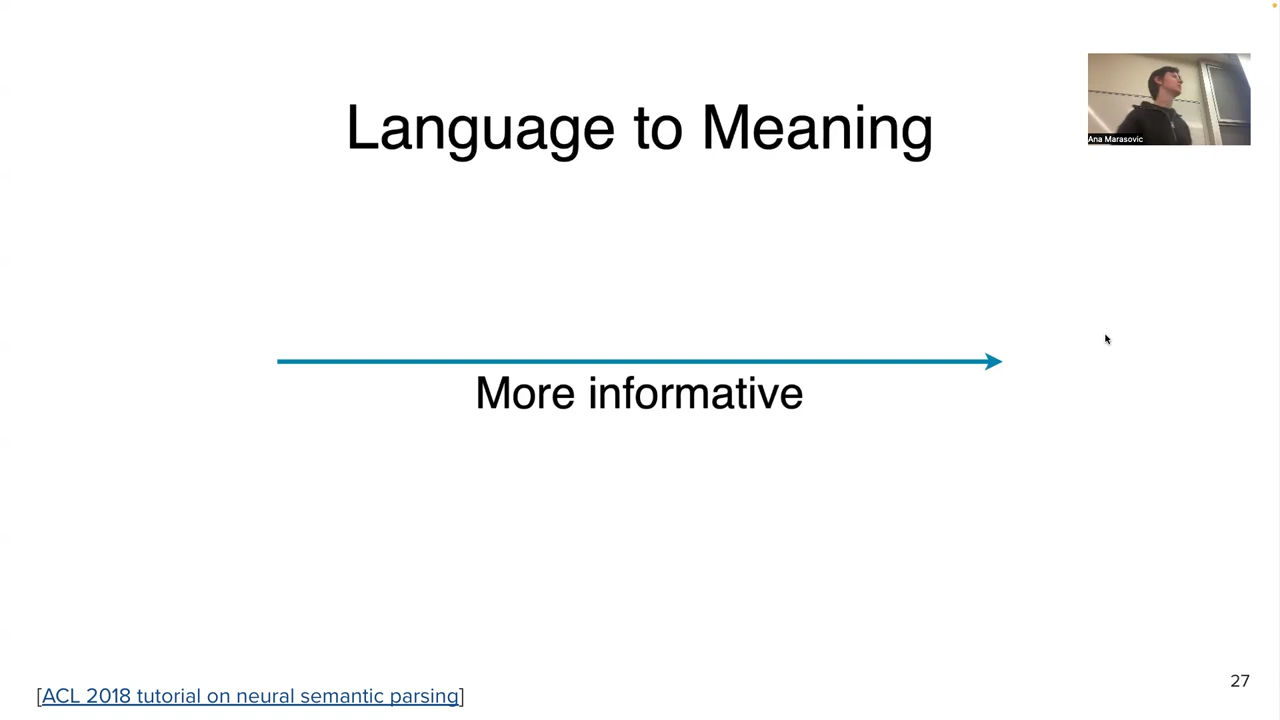 Language to Meaning
Ana Marasovic
More informative
27
[ACL 2018 tutorial on neural semantic parsing]